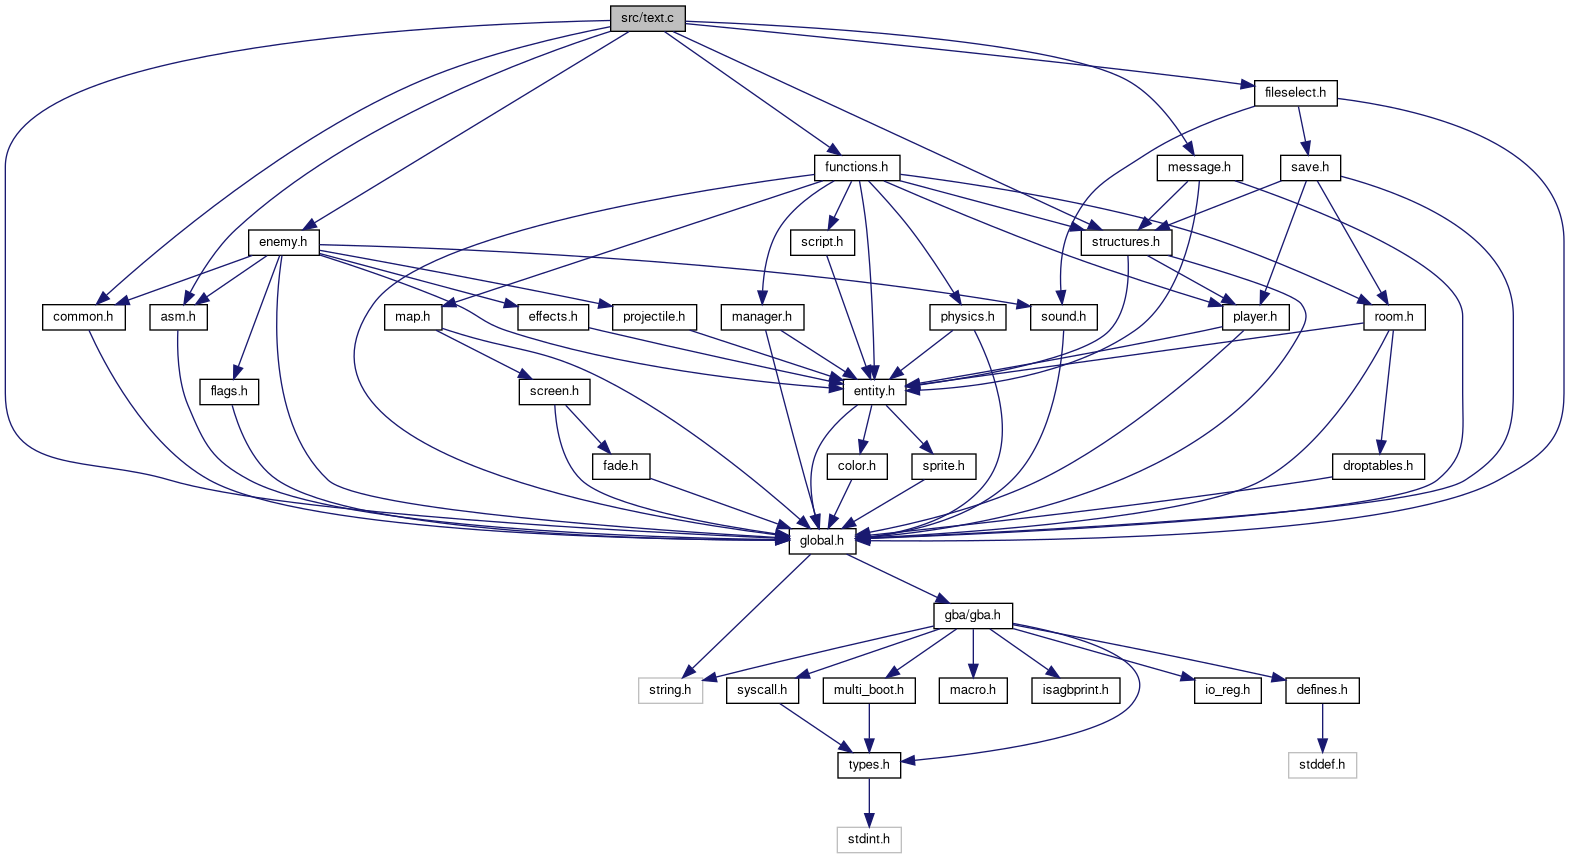 src/text.c
fileselect.h
functions.h
message.h
save.h
enemy.h
script.h
structures.h
common.h
asm.h
map.h
effects.h
projectile.h
manager.h
physics.h
sound.h
player.h
room.h
flags.h
screen.h
entity.h
fade.h
color.h
sprite.h
droptables.h
global.h
gba/gba.h
string.h
syscall.h
multi_boot.h
macro.h
isagbprint.h
io_reg.h
defines.h
types.h
stddef.h
stdint.h